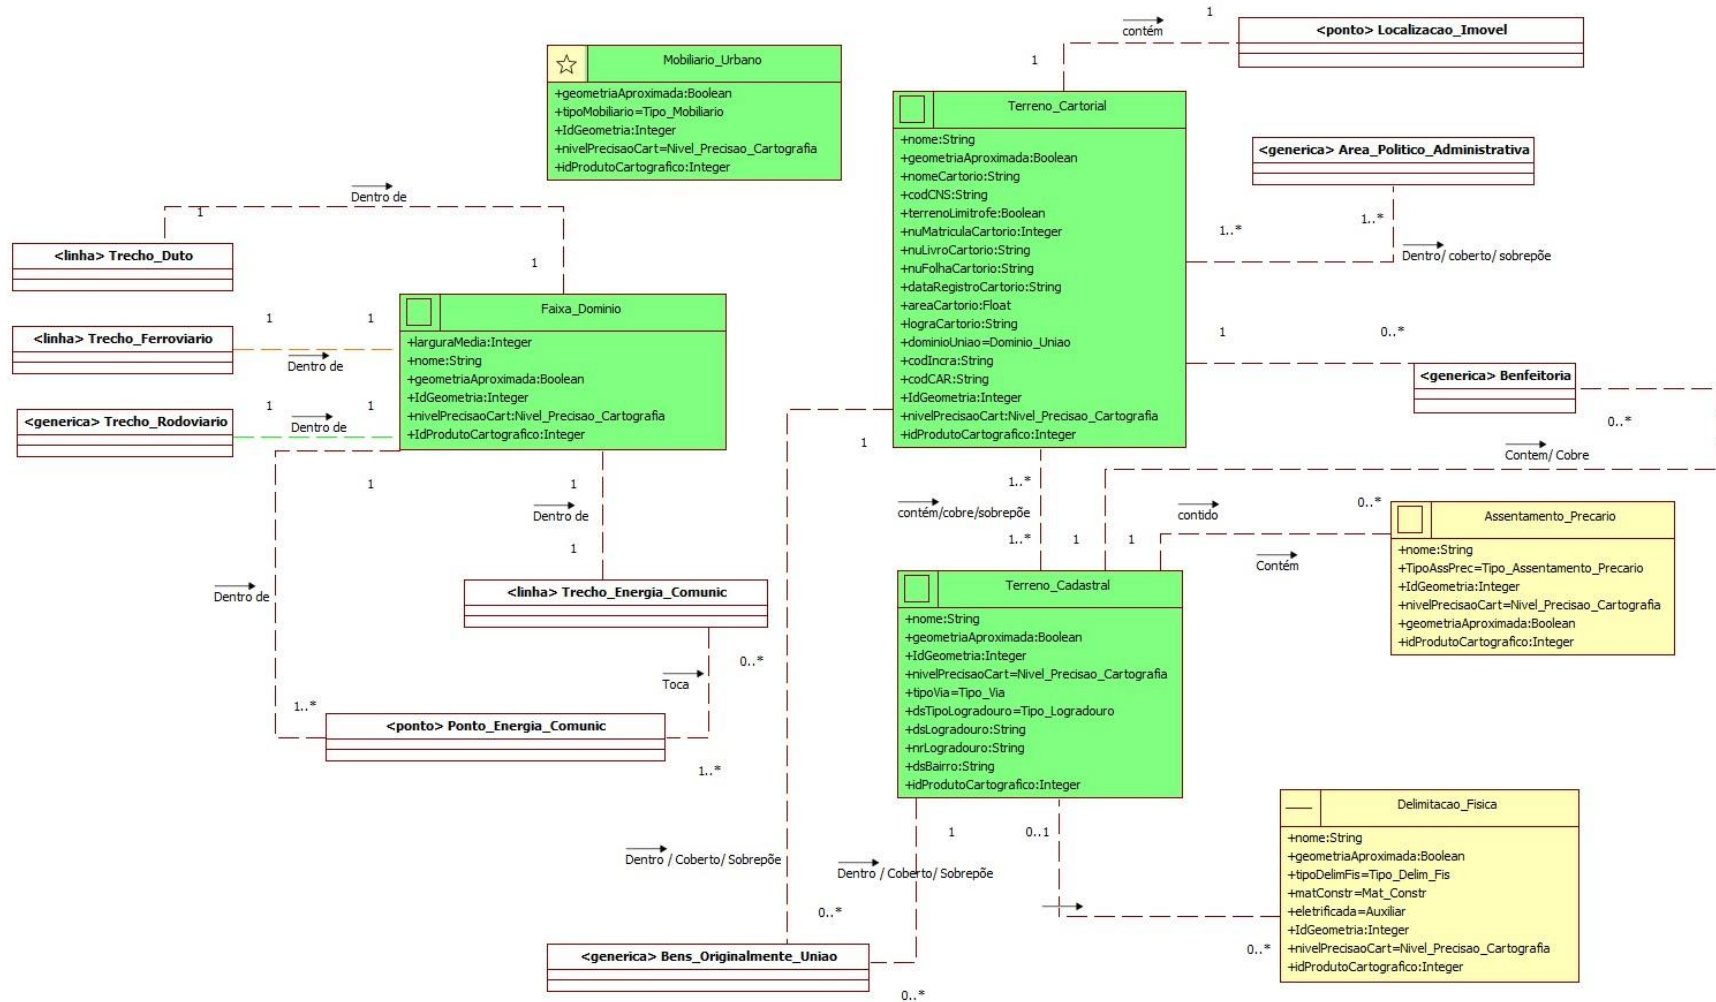 contém
1
<ponto> Localizacao_Imovel
1
Mobiliario_Urbano
+geometriaAproximada:Boolean
+tipoMobiliario=Tipo_Mobiliario
+IdGeometria:Integer
+nivelPrecisaoCart=Nivel_Precisao_Cartografia
+idProdutoCartografico:Integer
Terreno_Cartorial
+nome:String
+geometriaAproximada:Boolean
+nomeCartorio:String
+codCNS:String
+terrenoLimitrofe:Boolean
+nuMatriculaCartorio:Integer
+nuLivroCartorio:String
+nuFolhaCartorio:String
+dataRegistroCartorio:String
+areaCartorio:Float
+lograCartorio:String
+dominioUniao=Dominio_Uniao
+codIncra:String
+codCAR:String
+IdGeometria:Integer
+nivelPrecisaoCart:Nivel_Precisao_Cartografia
+idProdutoCartografico:Integer
<generica> Area_Politico_Administrativa
1..*
1..*
Dentro/ coberto/ sobrepõe
Dentro de
1
1
<linha> Trecho_Duto
Faixa_Dominio
+larguraMedia:Integer
+nome:String
+geometriaAproximada:Boolean
+IdGeometria:Integer
+nivelPrecisaoCart:Nivel_Precisao_Cartografia
+IdProdutoCartografico:Integer
1
1
<linha> Trecho_Ferroviario
Dentro de
1
1
<generica> Trecho_Rodoviario
Dentro de
1
0..*
<generica> Benfeitoria
0..*
Contem/ Cobre
1
1
1
Dentro de
1
1..*
contém/cobre/sobrepõe
1..*
1
1
contido
0..*
Contém
Assentamento_Precario
+nome:String
+TipoAssPrec=Tipo_Assentamento_Precario
+IdGeometria:Integer
+nivelPrecisaoCart=Nivel_Precisao_Cartografia
+geometriaAproximada:Boolean
+idProdutoCartografico:Integer
Dentro de
<linha> Trecho_Energia_Comunic
0..*
Toca
1..*
<ponto> Ponto_Energia_Comunic
1..*
Terreno_Cadastral
+nome:String
+geometriaAproximada:Boolean
+IdGeometria:Integer
+nivelPrecisaoCart=Nivel_Precisao_Cartografia
+tipoVia=Tipo_Via
+dsTipoLogradouro=Tipo_Logradouro
+dsLogradouro:String
+nrLogradouro:String
+dsBairro:String
+idProdutoCartografico:Integer
1
0..1
Dentro / Coberto/ Sobrepõe
Dentro / Coberto/ Sobrepõe
0..*
<generica> Bens_Originalmente_Uniao
0..*
0..*
Delimitacao_Fisica
+nome:String
+geometriaAproximada:Boolean
+tipoDelimFis=Tipo_Delim_Fis
+matConstr=Mat_Constr
+eletrificada=Auxiliar
+IdGeometria:Integer
+nivelPrecisaoCart=Nivel_Precisao_Cartografia
+idProdutoCartografico:Integer